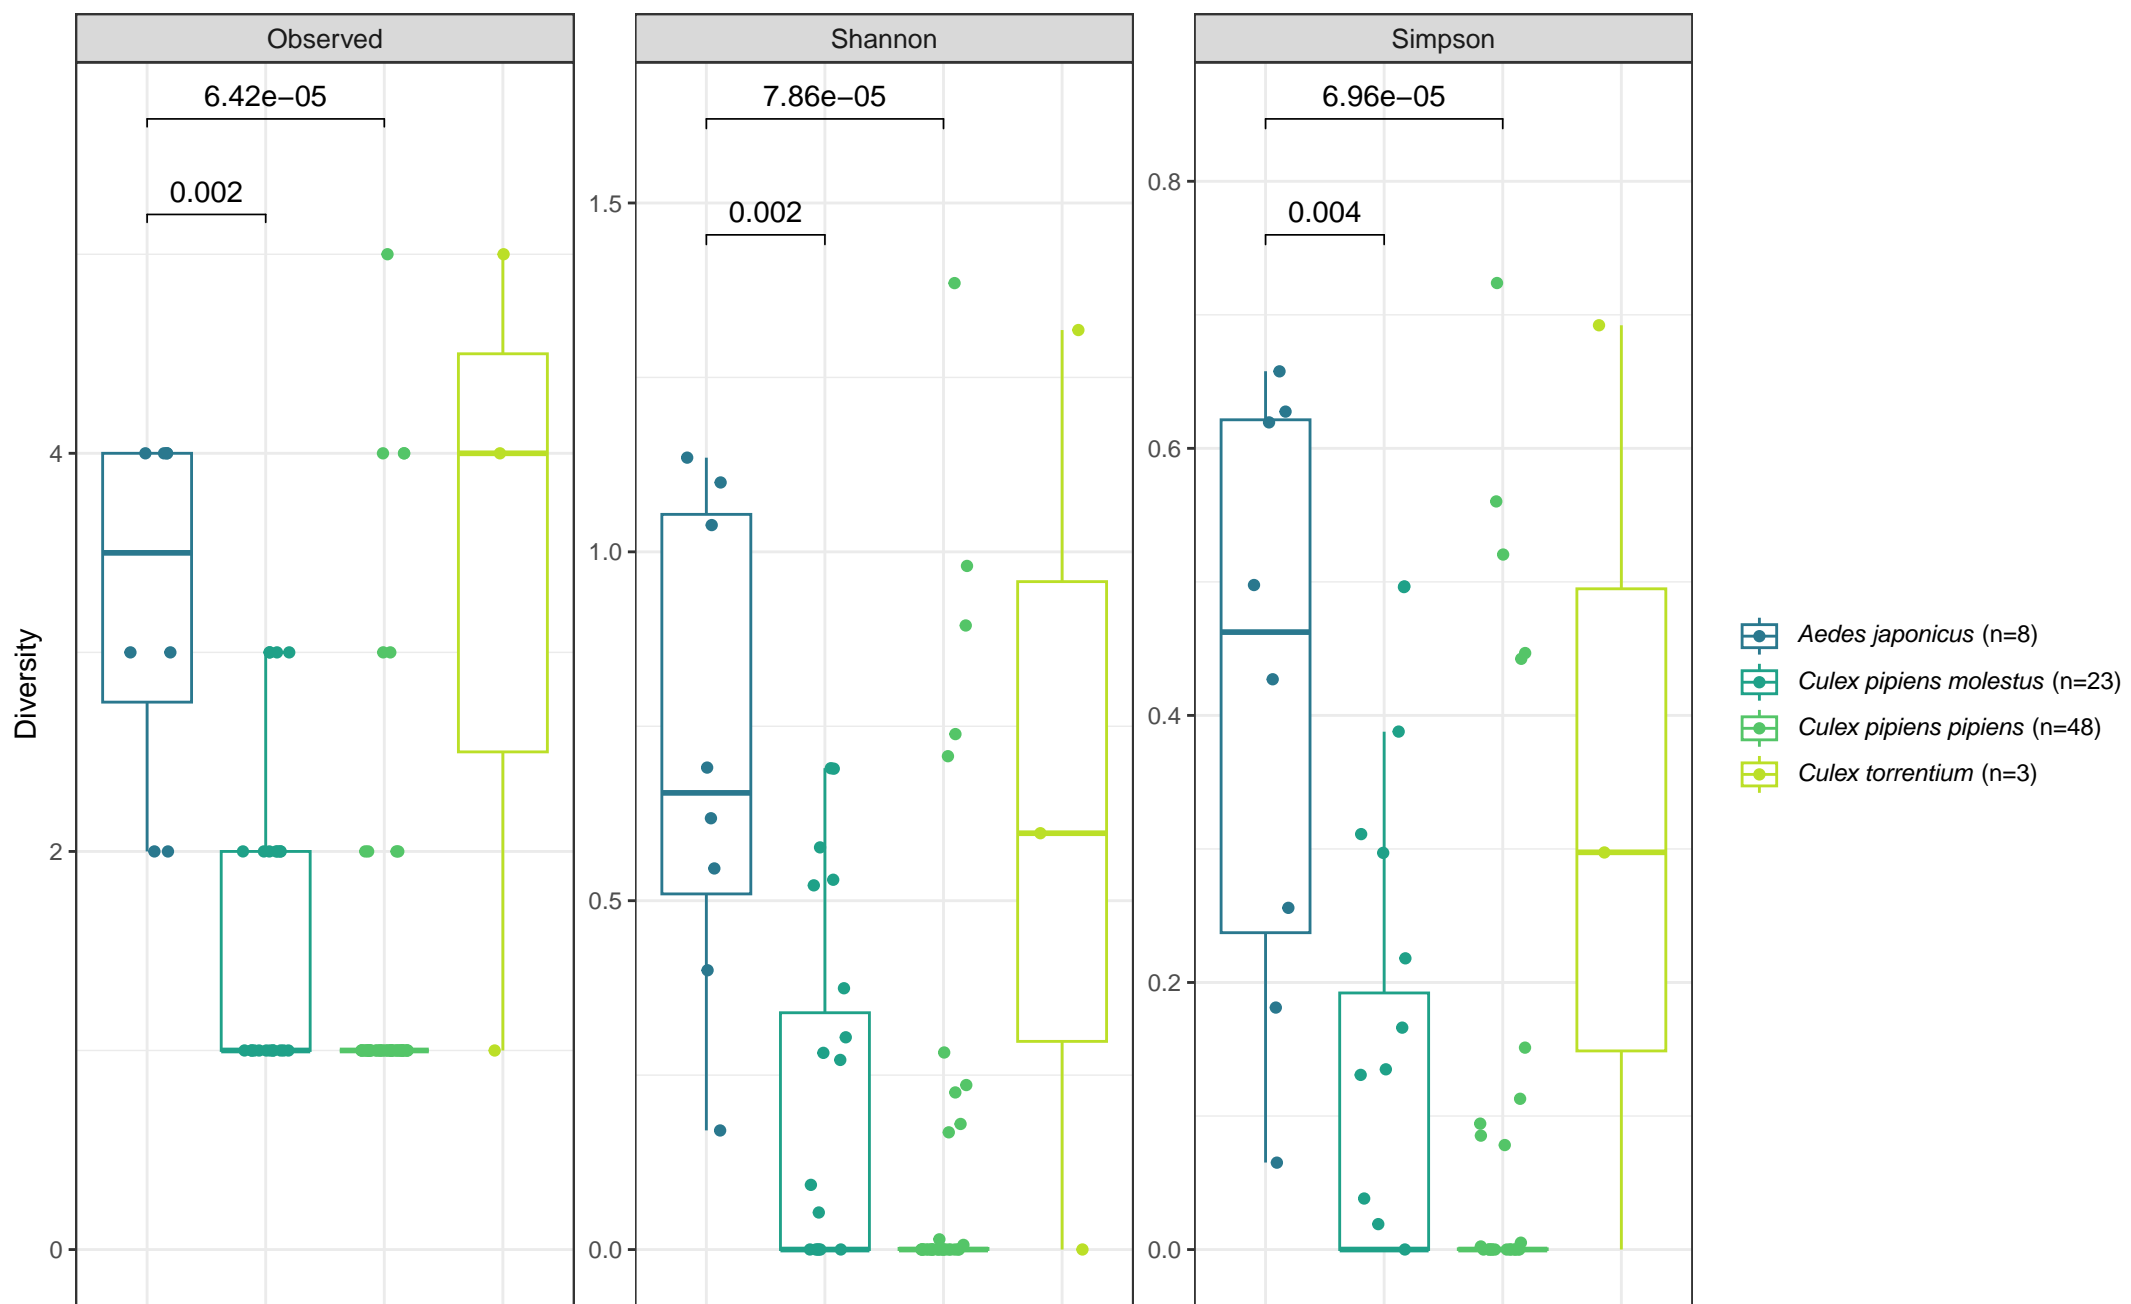 Observed
Shannon
Simpson
6.42e−05
0.002
7.86e−05
0.002
6.96e−05
0.004
Diversity
4
2
0
1.5
1.0
0.5
0.0
0.8
0.6
0.4
0.2
0.0
Aedes japonicus (n=8)
Culex pipiens molestus (n=23)
Culex pipiens pipiens (n=48)
Culex torrentium (n=3)